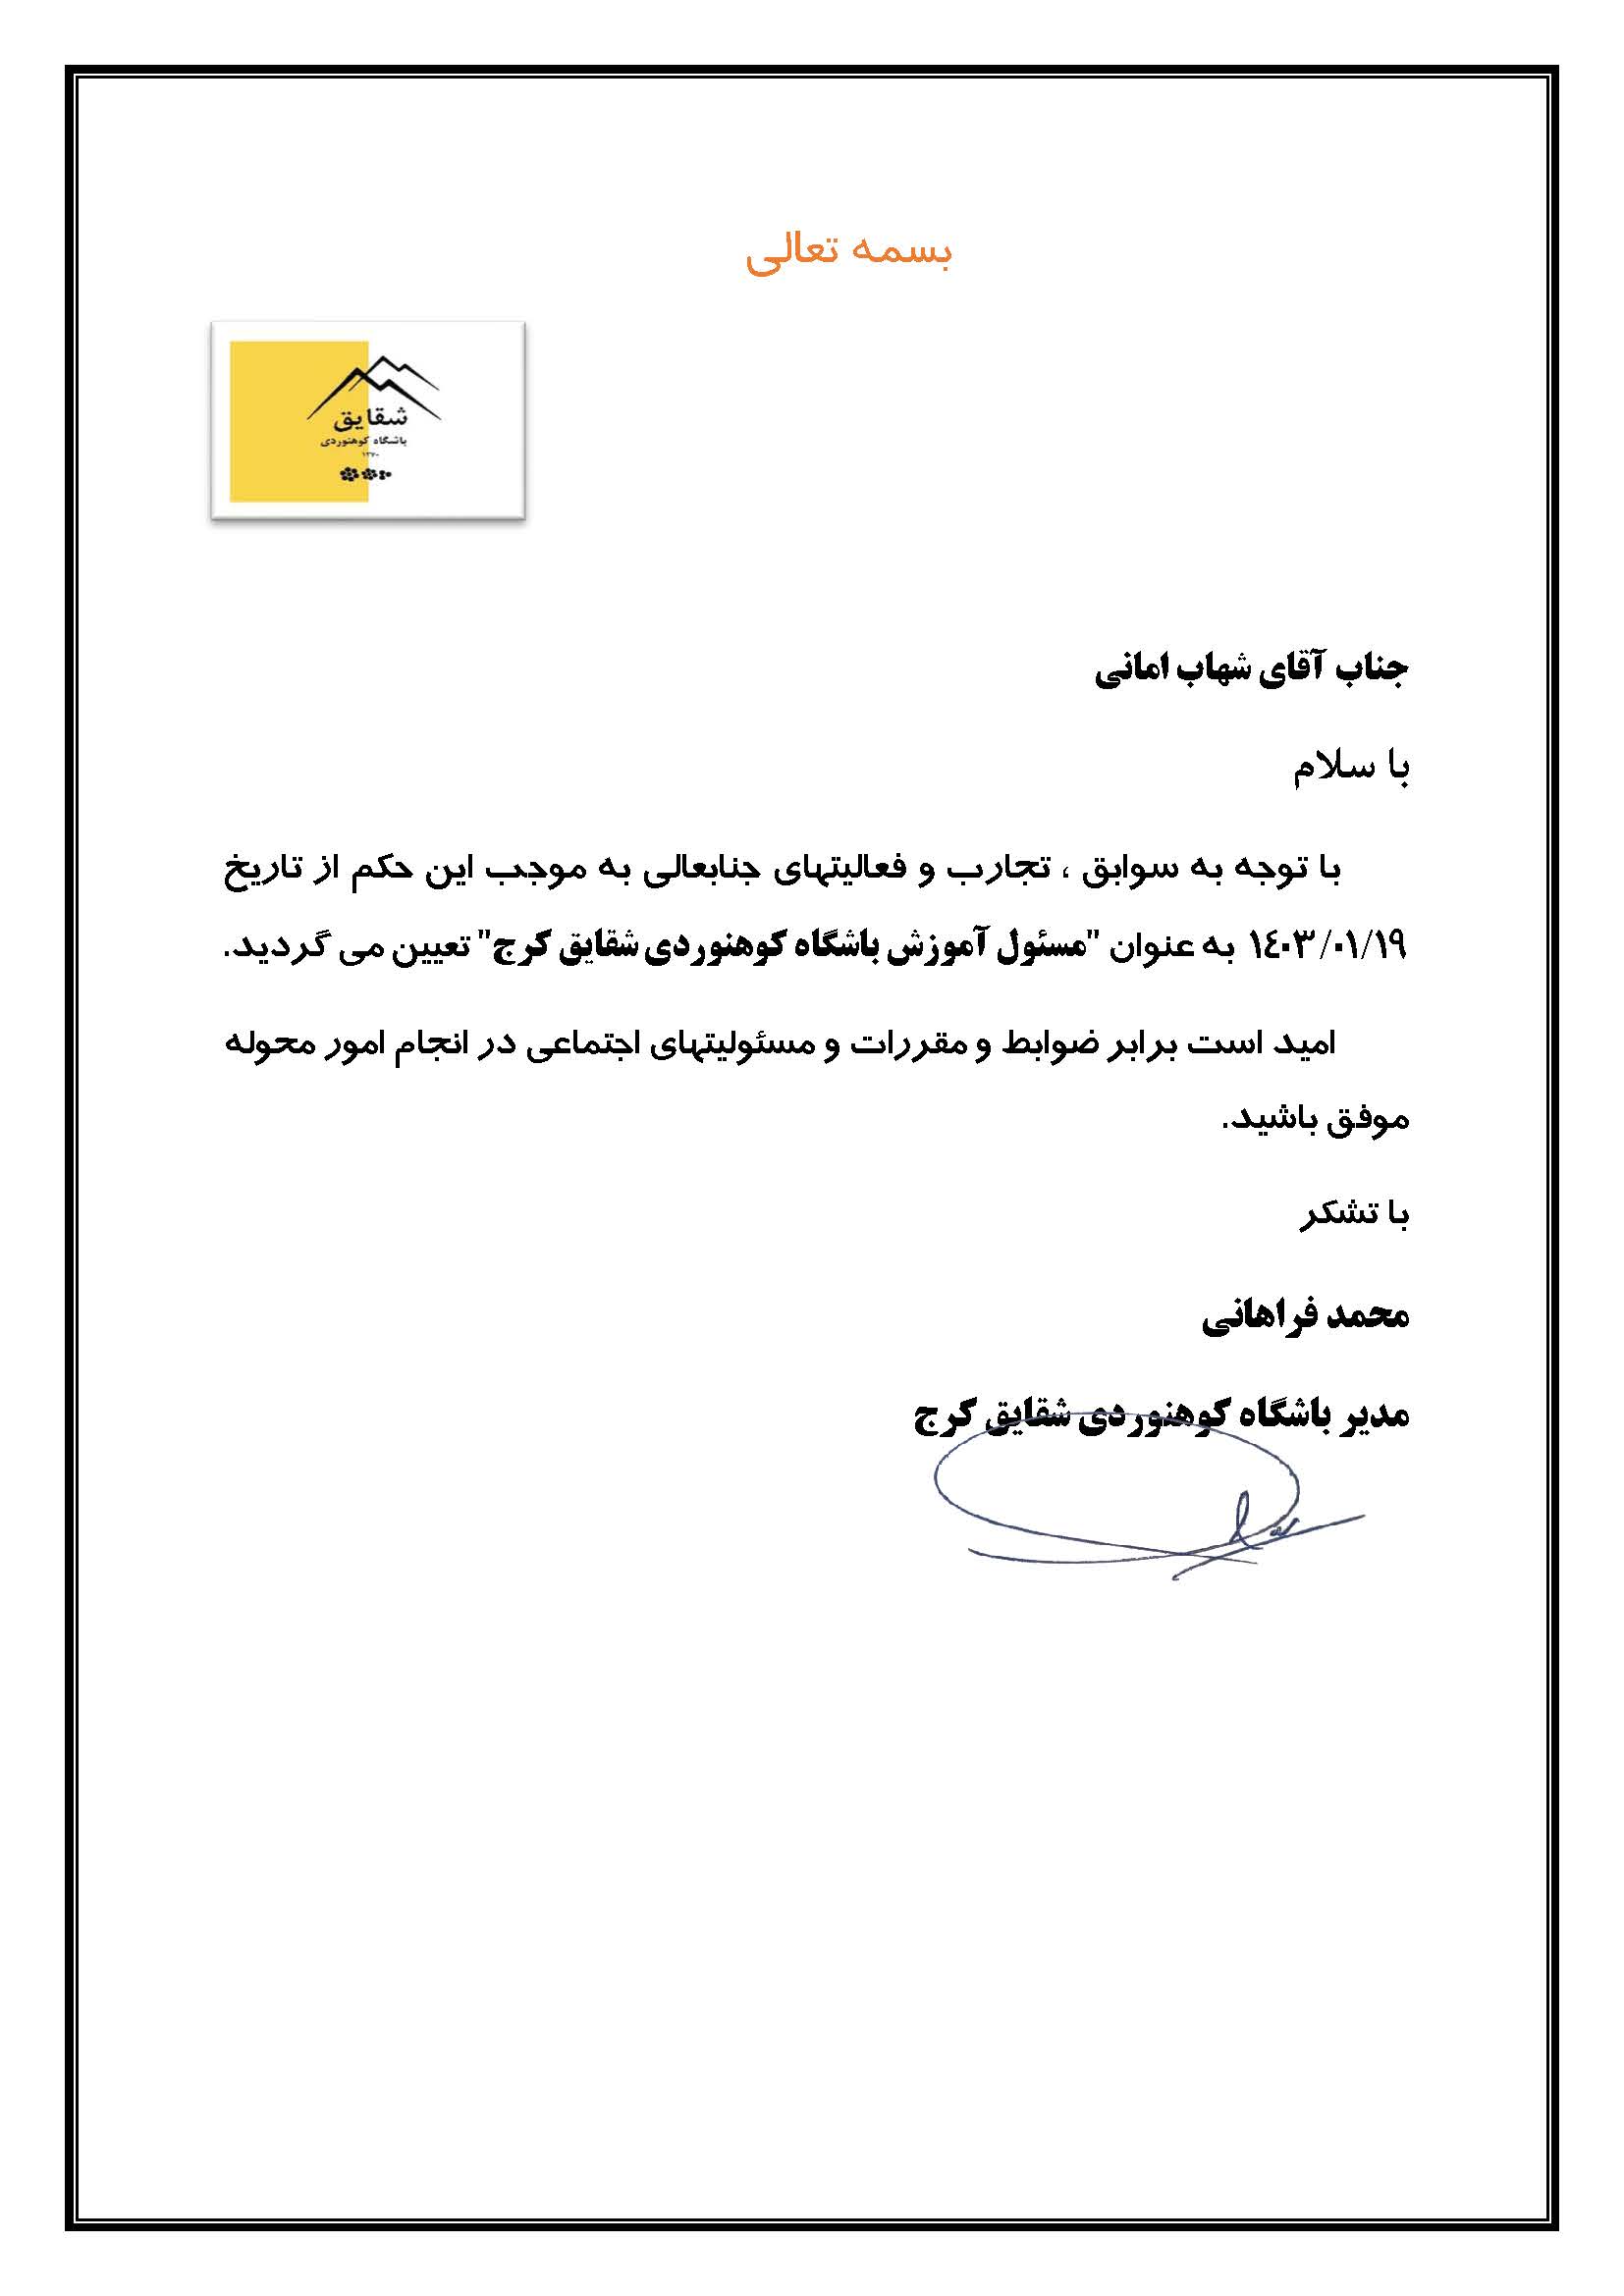 بسمه تعالی
شقایق
باشگاه کوهنوردی
۱۳۷۰
جناب آقای شهاب امانی
با سلام
با توجه به سوابق ، تجارب و فعالیتهای جنابعالی به موجب این حکم از تاریخ
۱۴۰۳/۰۱/۱۹ به عنوان "مسئول آموزش باشگاه کوهنوردی شقایق کرج" تعیین می گردید.
امید است برابر ضوابط و مقررات و مسئولیتهای اجتماعی در انجام امور محوله
موفق باشید.
با تشکر
محمد فراهانی
مدیر باشگاه کوهنوردی شقایق کرج